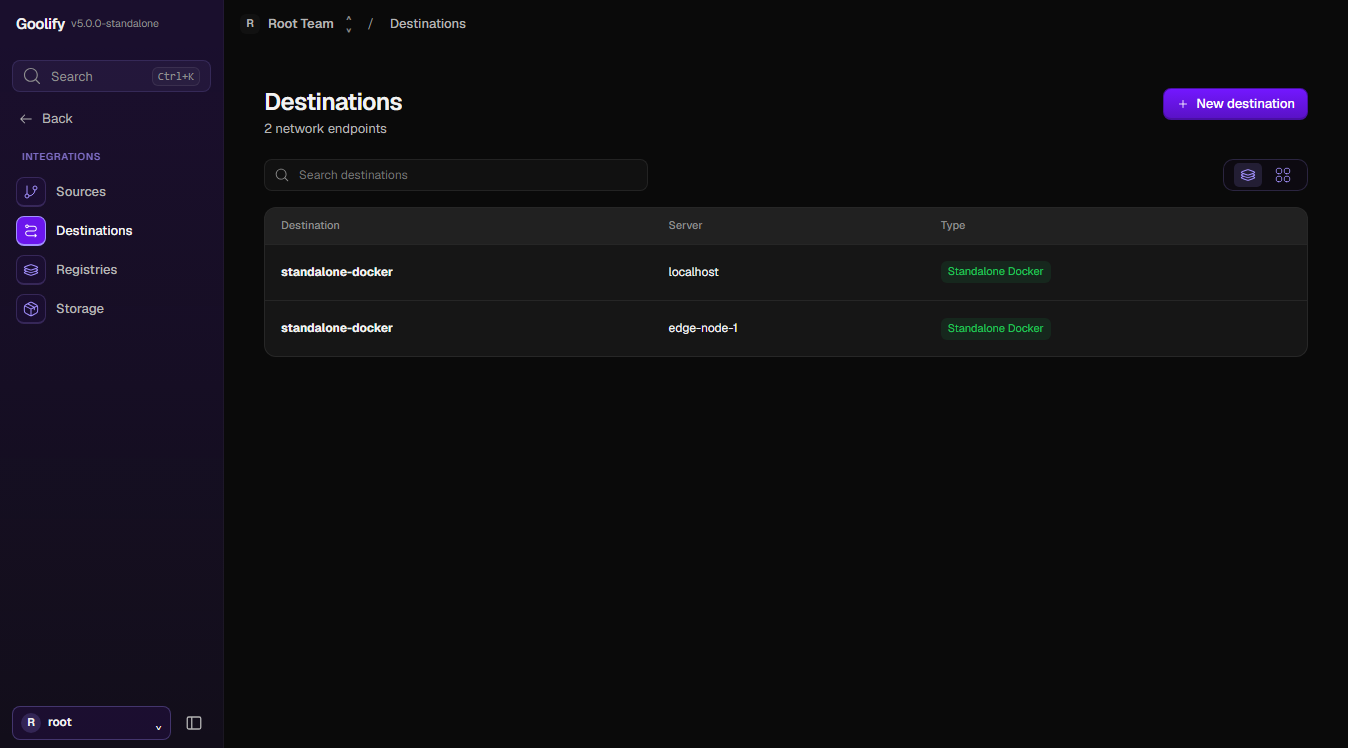 Goolify v5.0.0-standalone
Search Ctrl+K
Back
INTEGRATIONS
Sources
Destinations
Registries
Storage
R root
R Root Team / Destinations
Destinations
2 network endpoints
+ New destination
Search destinations
Destination Server Type
standalone-docker localhost Standalone Docker
standalone-docker edge-node-1 Standalone Docker